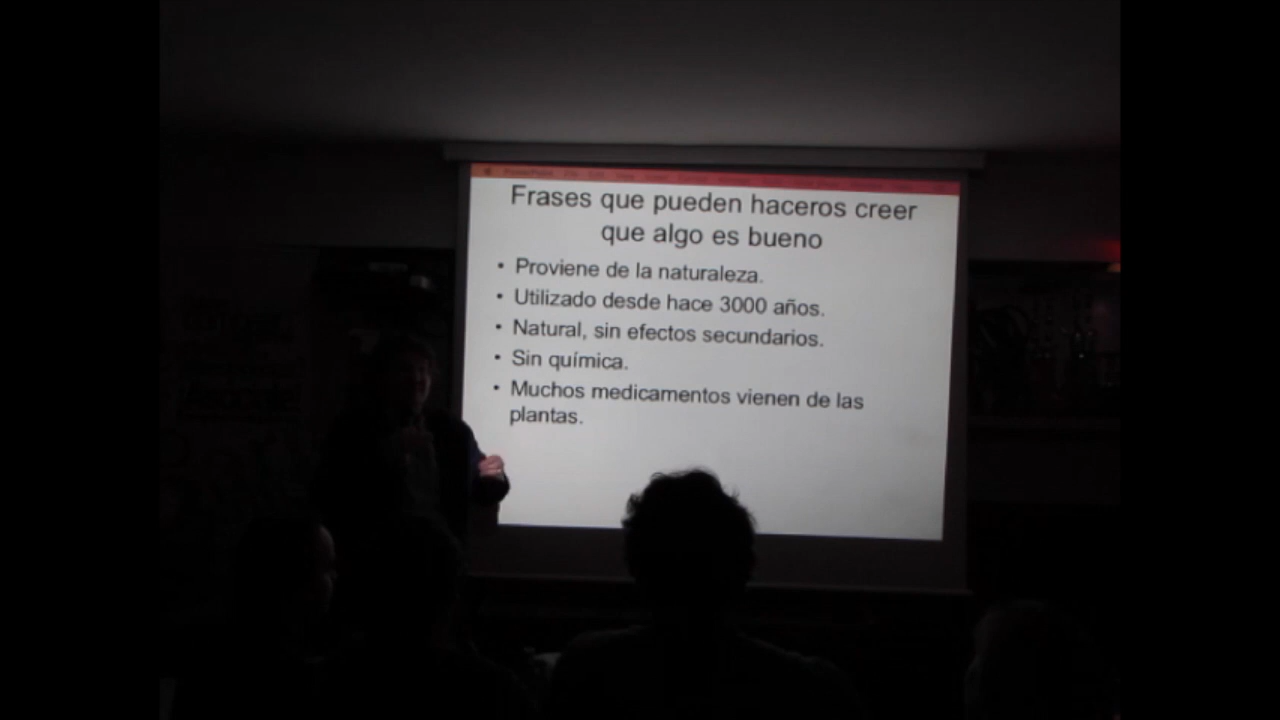 Frases que pueden haceros creer
que algo es bueno
• Proviene de la naturaleza.
• Utilizado desde hace 3000 años.
• Natural, sin efectos secundarios.
• Sin química.
• Muchos medicamentos vienen de las
plantas.